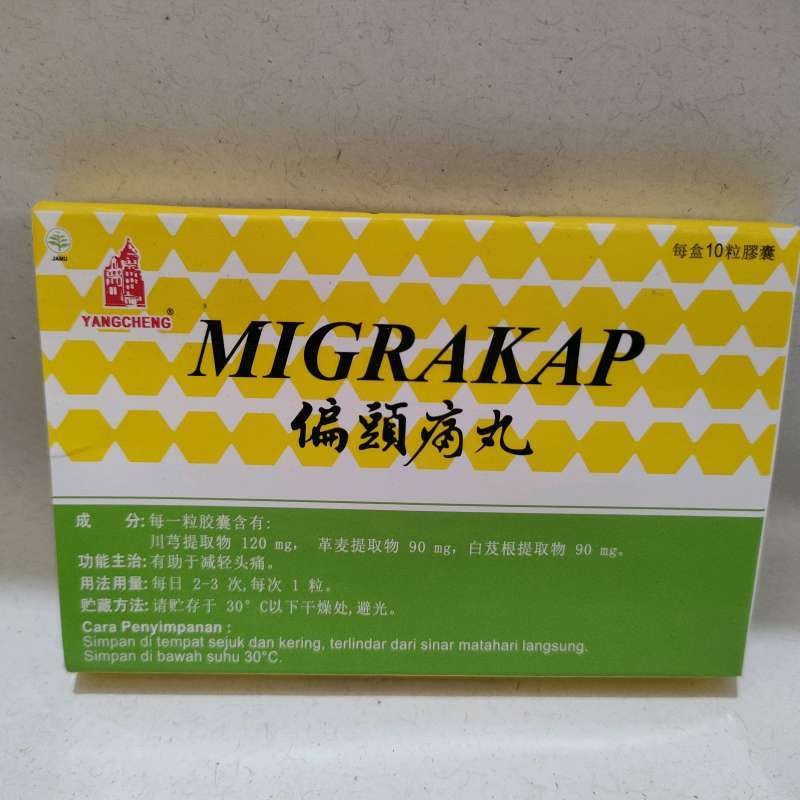 JAMU
YANGCHENG®
每盒10粒膠囊
MIGRAKAP
偏頭痛丸
成 分:每一粒胶囊含有:
川芎提取物 120 mg, 革麦提取物 90 mg, 白芨根提取物 90 mg。
功能主治:有助于减轻头痛。
用法用量:每日 2-3 次,每次 1 粒。
贮藏方法:请贮存于 30°C以下干燥处,避光。
Cara Penyimpanan :
Simpan di tempat sejuk dan kering, terlindar dari sinar matahari langsung.
Simpan di bawah suhu 30°C.